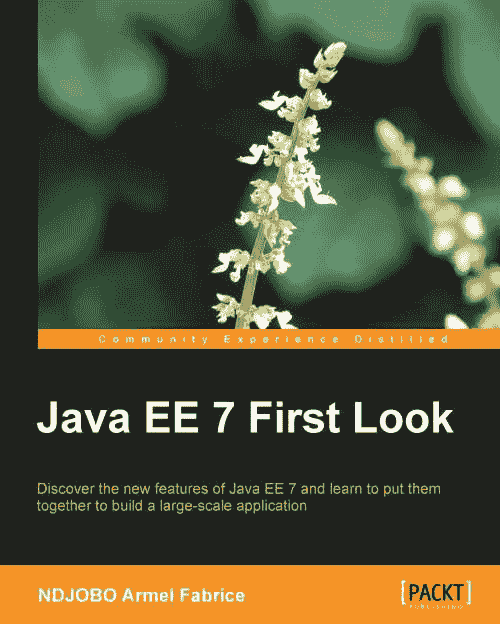 Community Experience Distilled
Java EE 7 First Look
Discover the new features of Java EE 7 and learn to put them
together to build a large-scale application
NDJOBO Armel Fabrice
[PACKT]
PUBLISHING